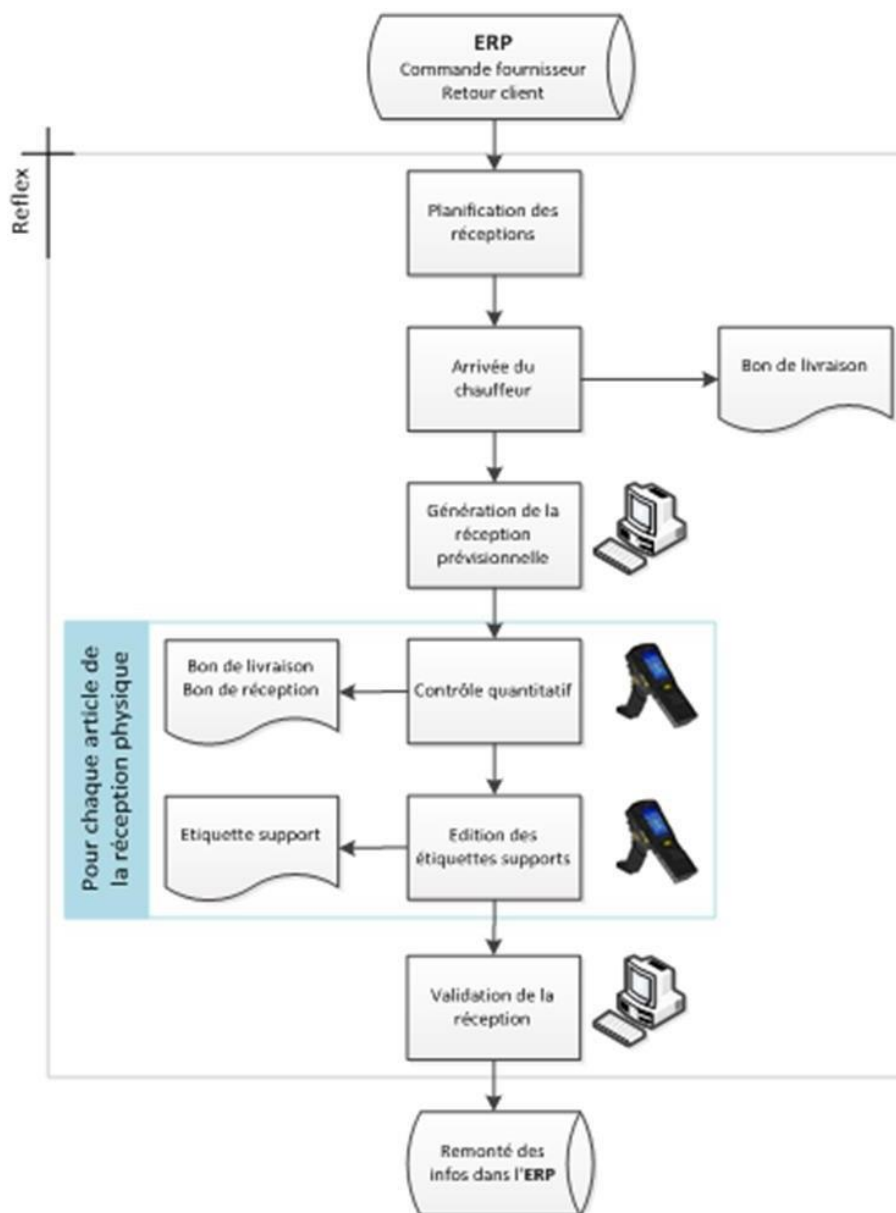 ERP
Commande fournisseur
Retour client
Reflex
Planification des
réceptions
Arrivée du
chauffeur
Bon de livraison
Génération de la
réception
prévisionnelle
Pour chaque article de
la réception physique
Bon de livraison
Bon de réception
Contrôle quantitatif
Etiquette support
Edition des
étiquettes supports
Validation de la
réception
Remonté des
infos dans l'ERP